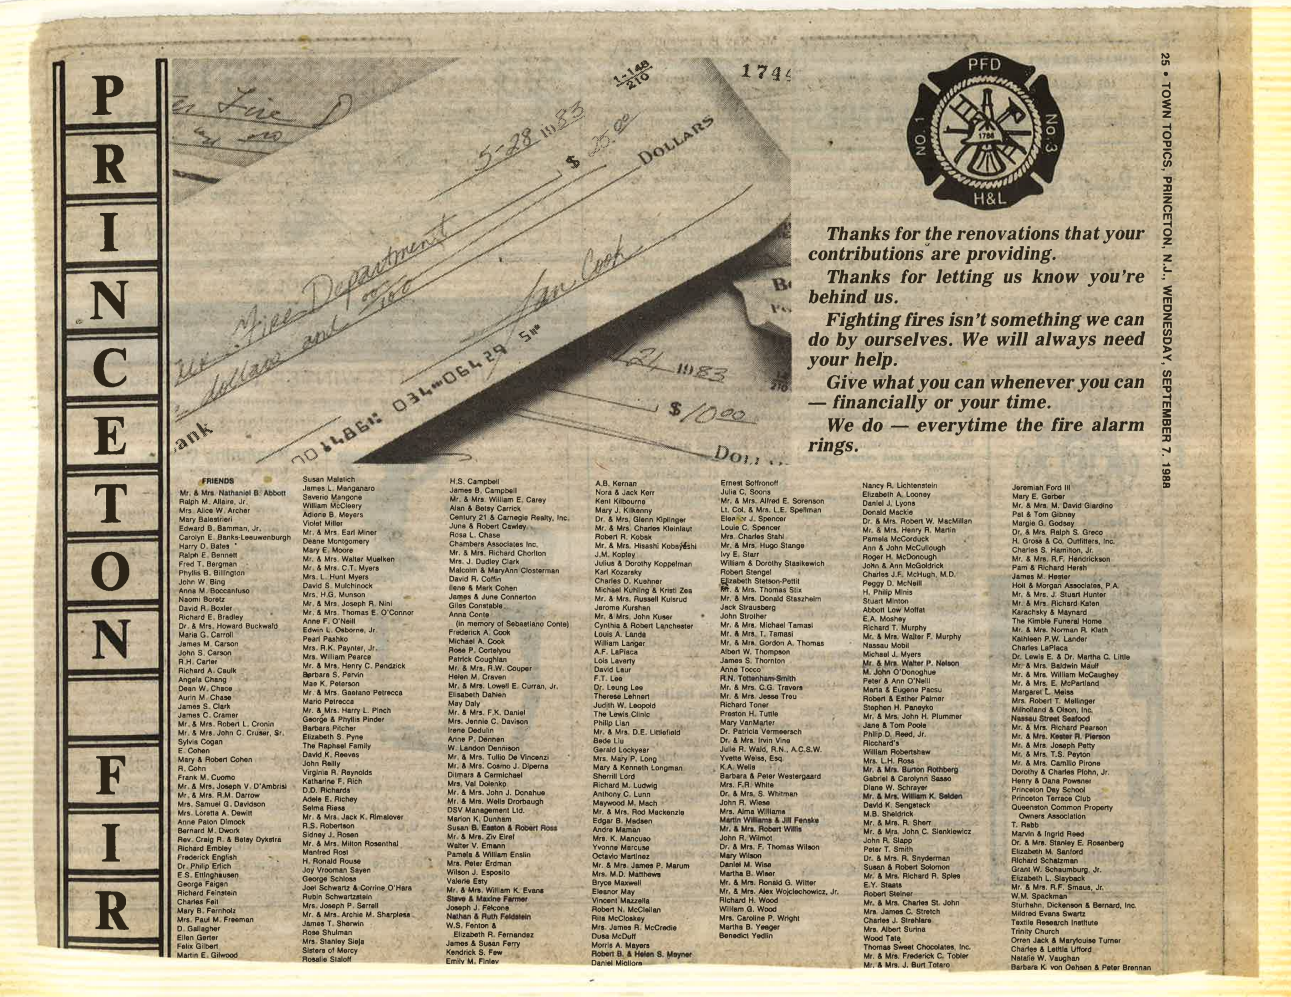 P
R
I
N
C
E
T
O
N
F
I
R
1-148
210
1744
5-28 1983
$ 25.00
DOLLARS
Fire Department
dollars and 00/100
Jan Cook
ank
1983
$ 10.00
PFD
NO. 1
No. 3
1788
H&L
Thanks for the renovations that your
contributions are providing.
Thanks for letting us know you're
behind us.
Fighting fires isn't something we can
do by ourselves. We will always need
your help.
Give what you can whenever you can
— financially or your time.
We do — everytime the fire alarm
rings.
25 • TOWN TOPICS, PRINCETON, N.J., WEDNESDAY, SEPTEMBER 7, 1988
FRIENDS
Mr. & Mrs. Nathaniel B. Abbott
Ralph M. Allaire, Jr.
Mrs. Alice W. Archer
Mary Balestrieri
Edward B. Bamman, Jr.
Carolyn E. Banks-Leeuwenburgh
Harry D. Bates
Ralph E. Bennett
Fred T. Bergman
Phyllis B. Billington
John W. Bing
Anna M. Boccanfuso
Naomi Boretz
David R. Boxler
Richard E. Bradley
Dr. & Mrs. Howard Buckwald
Maria G. Carroll
James M. Carson
John S. Carson
R.H. Carter
Richard A. Caulk
Angela Chang
Dean W. Chace
Aurin M. Chase
James S. Clark
James C. Cramer
Mr. & Mrs. Robert L. Cronin
Mr. & Mrs. John C. Cruser, Sr.
Sylvia Cogan
E. Cohen
Mary & Robert Cohen
R. Cohn
Frank M. Cuomo
Mr. & Mrs. Joseph V. D'Ambrisi
Mr. & Mrs. R.M. Darrow
Mrs. Samuel G. Davidson
Mrs. Loretta A. Dewitt
Anne Paton Dimock
Bernard M. Dwork
Rev. Craig R. & Betey Dykstra
Richard Embley
Frederick English
Dr. Philip Erlich
E.S. Ettinghausen
George Faigen
Richard Feinstein
Charles Fell
Mary B. Fernholz
Mrs. Paul M. Freeman
D. Gallagher
Ellen Gerter
Felix Gilbert
Martin E. Gilwood
Susan Malatich
James L. Manganaro
Saverio Mangone
William McCleery
Adlene B. Meyers
Violet Miller
Mr. & Mrs. Earl Miner
Deane Montgomery
Mary E. Moore
Mr. & Mrs. Walter Muelken
Mr. & Mrs. C.T. Myers
Mrs. L. Hunt Myers
David S. Mulchinock
Mrs. H.G. Munson
Mr. & Mrs. Joseph R. Nini
Mr. & Mrs. Thomas E. O'Connor
Anne F. O'Neill
Edwin L. Osborne, Jr.
Pearl Pashko
Mrs. R.K. Paynter, Jr.
Mrs. William Pearce
Mr. & Mrs. Henry C. Pendzick
Barbara S. Pervin
Mae K. Peterson
Mr. & Mrs. Gaetano Petrecca
Mario Petrecca
Mr. & Mrs. Harry L. Pinch
George & Phyllis Pinder
Barbara Pitcher
Elizabeth S. Pyne
The Raphael Family
David K. Reeves
John Reilly
Virginia R. Reynolds
Katharine F. Rich
D.D. Richards
Adele E. Richey
Selma Riess
Mr. & Mrs. Jack K. Rimalover
R.S. Robertson
Sidney J. Rosen
Mr. & Mrs. Milton Rosenthal
Manfred Rost
H. Ronald Rouse
Joy Vrooman Sayen
George Schloss
Joel Schwartz & Corrine O'Hara
Rubin Schwartzstein
Mrs. Joseph P. Serrell
Mr. & Mrs. Archie M. Sharpless
James T. Sherwin
Rose Shulman
Mrs. Stanley Sieja
Sisters of Mercy
Rosalie Slaloff
H.S. Campbell
James B. Campbell
Mr. & Mrs. William E. Carey
Alan & Betsy Carrick
Century 21 & Carnegie Realty, Inc.
June & Robert Cawley
Rosa L. Chase
Chambers Associates Inc.
Mr. & Mrs. Richard Chorlton
Mrs. J. Dudley Clark
Malcolm & MaryAnn Closterman
David R. Coffin
Eileen & Mark Cohen
James & June Connerton
Giles Constable
Anna Conte
(in memory of Sebastiano Conte)
Frederick A. Cook
Michael A. Cook
Rose P. Cortelyou
Patrick Coughlan
Mr. & Mrs. R.W. Couper
Helen M. Craven
Mr. & Mrs. Lowell E. Curran, Jr.
Elisabeth Dahlen
May Daly
Mr. & Mrs. F.K. Daniel
Mrs. Jennie C. Davison
Irene Dedulin
Anne P. Dennen
W. Landon Dennison
Mr. & Mrs. Tullio De Vincenzi
Mr. & Mrs. Cosmo J. Diperna
Dilmars & Carmichael
Mrs. Val Dolenko
Mr. & Mrs. John J. Donahue
Mr. & Mrs. Wells Drorbaugh
DSV Management Ltd.
Marion K. Dunham
Susan B. Easton & Robert Ross
Mr. & Mrs. Ziv Eiref
Walter V. Emann
Pamela & William Enslin
Mrs. Peter Erdman
Wilson J. Esposito
Valerie Esty
Mr. & Mrs. William K. Evans
Steve & Maxine Farmer
Joseph J. Falcone
Nathan & Ruth Feldstein
W.S. Fenton &
Elizabeth R. Fernandez
James & Susan Ferry
Kendrick S. Few
Emily M. Finley
A.B. Kernan
Nora & Jack Kerr
Kent Kilbourne
Mary J. Kilkenny
Dr. & Mrs. Glenn Kiplinger
Mr. & Mrs. Charles Kleinlaut
Robert R. Kobak
Mr. & Mrs. Hisashi Kobayashi
J.M. Kopley
Julius & Dorothy Koppelman
Karl Kozarsky
Charles D. Kushner
Michael Kuhling & Kristi Zea
Mr. & Mrs. Russell Kuisrud
Jerome Kurshan
Mr. & Mrs. John Kuser
Cynthia & Robert Lanchester
Louis A. Landa
William Langer
A.F. LaPlaca
Lois Laverty
David Laur
F.T. Lee
Dr. Leung Lee
Therese Lehnert
Judith W. Leopold
The Lewis Clinic
Philip Lian
Mr. & Mrs. D.E. Littlefield
Bede Liu
Gerald Lockyear
Mrs. Mary P. Long
Mary & Kenneth Longman
Sherrill Lord
Richard M. Ludwig
Anthony C. Lunn
Maywood M. Mach
Mr. & Mrs. Rod Mackenzie
Edgar B. Madsen
Andre Maman
Mrs. K. Mancuso
Yvonne Marcuse
Octavio Martinez
Mr. & Mrs. James P. Marum
Mrs. M.D. Matthews
Bryce Maxwell
Eleanor May
Vincent Mazzella
Robert N. McClellan
Rita McCloskey
Mrs. James R. McCredie
Dusa McDuff
Morris A. Mayers
Robert B. & Helen S. Meyner
Daniel Migliore
Ernest Soffronoff
Julia C. Soons
Mr. & Mrs. Alfred E. Sorenson
Lt. Col. & Mrs. L.E. Spellman
Eleanor J. Spencer
Louie C. Spencer
Mrs. Charles Stahl
Mr. & Mrs. Hugo Stange
Ivy E. Starr
William & Dorothy Stasikewich
Robert Stengel
Elizabeth Stetson-Pettit
Mr. & Mrs. Thomas Stix
Mr. & Mrs. Donald Staszheim
Jack Strausberg
John Strother
Mr. & Mrs. Michael Tamasi
Mr. & Mrs. T. Tamasi
Mr. & Mrs. Gordon A. Thomas
Albert W. Thompson
James S. Thornton
Anne Tocco
R.N. Tottenham-Smith
Mr. & Mrs. C.G. Travers
Mr. & Mrs. Jesse Treu
Richard Toner
Preston H. Tuttle
Mary VanMarter
Dr. Patricia Vermeersch
Dr. & Mrs. Irvin Vine
Julie R. Wald, R.N., A.C.S.W.
Yvette Weiss, Esq.
K.A. Wells
Barbara & Peter Westergaard
Mrs. F.R. White
Dr. & Mrs. S. Whitman
John R. Wiese
Mrs. Alma Williams
Martin Williams & Jill Fenske
Mr. & Mrs. Robert Willis
John R. Wilmot
Dr. & Mrs. F. Thomas Wilson
Mary Wilson
Daniel M. Wise
Martha B. Wiser
Mr. & Mrs. Ronald G. Witter
Mr. & Mrs. Alex Wojciechowicz, Jr.
Richard H. Wood
William G. Wood
Mrs. Caroline P. Wright
Martha B. Yeeger
Benedict Yedlin
Nancy R. Lichtenstein
Elizabeth A. Looney
Daniel J. Lyons
Donald Mackie
Dr. & Mrs. Robert W. MacMillan
Mr. & Mrs. Henry R. Martin
Pamela McCorduck
Ann & John McCullough
Roger H. McDonough
John & Ann McGoldrick
Charles J.F. McHugh, M.D.
Peggy D. McNeill
H. Philip Minis
Stuart Minton
Abbott Low Moffat
E.A. Moshey
Richard T. Murphy
Mr. & Mrs. Walter F. Murphy
Nassau Mobil
Michael J. Myers
Mr. & Mrs. Walter P. Nelson
M. John O'Donoghue
Peter & Ann O'Neill
Marta & Eugene Pacsu
Robert & Esther Palmer
Stephen H. Paneyko
Mr. & Mrs. John H. Plummer
Jane & Tom Poole
Philip D. Reed, Jr.
Ricchard's
William Robertshaw
Mrs. L.H. Ross
Mr. & Mrs. Burton Rothberg
Gabriel & Carolynn Sasso
Diane W. Schrayer
Mr. & Mrs. William K. Selden
David K. Sengstack
M.B. Sheldrick
Mr. & Mrs. R. Sherr
Mr. & Mrs. John C. Sienkiewicz
John R. Slapp
Peter T. Smith
Dr. & Mrs. R. Snyderman
Susan & Robert Solomon
Mr. & Mrs. Richard R. Spies
E.Y. Staats
Robert Steiner
Mr. & Mrs. Charles St. John
Mrs. James C. Stretch
Charles J. Strehlare
Mrs. Albert Surina
Wood Tate
Thomas Sweet Chocolates, Inc.
Mr. & Mrs. Frederick C. Tobler
Mr. & Mrs. J. Burt Totaro
Jeremiah Ford III
Mary E. Gerber
Mr. & Mrs. M. David Giardino
Pat & Tom Gibney
Margie G. Godsey
Dr. & Mrs. Ralph S. Greco
H. Gross & Co. Outfitters, Inc.
Charles S. Hamilton, Jr.
Mr. & Mrs. R.F. Hendrickson
Pam & Richard Hersh
James M. Hester
Holt & Morgan Associates, P.A.
Mr. & Mrs. J. Stuart Hunter
Mr. & Mrs. Richard Katen
Karachsky & Maynard
The Kimble Funeral Home
Mr. & Mrs. Norman R. Kleth
Kathleen P.W. Lander
Charles LaPlaca
Dr. Lewis E. & Dr. Martha C. Little
Mr. & Mrs. Baldwin Maull
Mr. & Mrs. William McCaughey
Mr. & Mrs. E. McPartland
Margaret L. Meiss
Mrs. Robert T. Mellinger
Milholland & Olson, Inc.
Nassau Street Seafood
Mr. & Mrs. Richard Pearson
Mr. & Mrs. Kester R. Pierson
Mr. & Mrs. Joseph Petty
Mr. & Mrs. T.S. Peyton
Mr. & Mrs. Camillo Pirone
Dorothy & Charles Plohn, Jr.
Henry & Dana Powsner
Princeton Day School
Princeton Terrace Club
Queenston Common Property
Owners Association
T. Rebb
Marvin & Ingrid Reed
Dr. & Mrs. Stanley E. Rosenberg
Elizabeth M. Sanford
Richard Schatzman
Grant W. Schaumburg, Jr.
Elizabeth L. Slayback
Mr. & Mrs. R.F. Smaus, Jr.
W.M. Spackman
Sturhahn, Dickenson & Bernard, Inc.
Mildred Evans Swartz
Textile Research Institute
Trinity Church
Orren Jack & Marylouise Turner
Charles & Letitia Ufford
Natalie W. Vaughan
Barbara K. von Oehsen & Peter Brennan